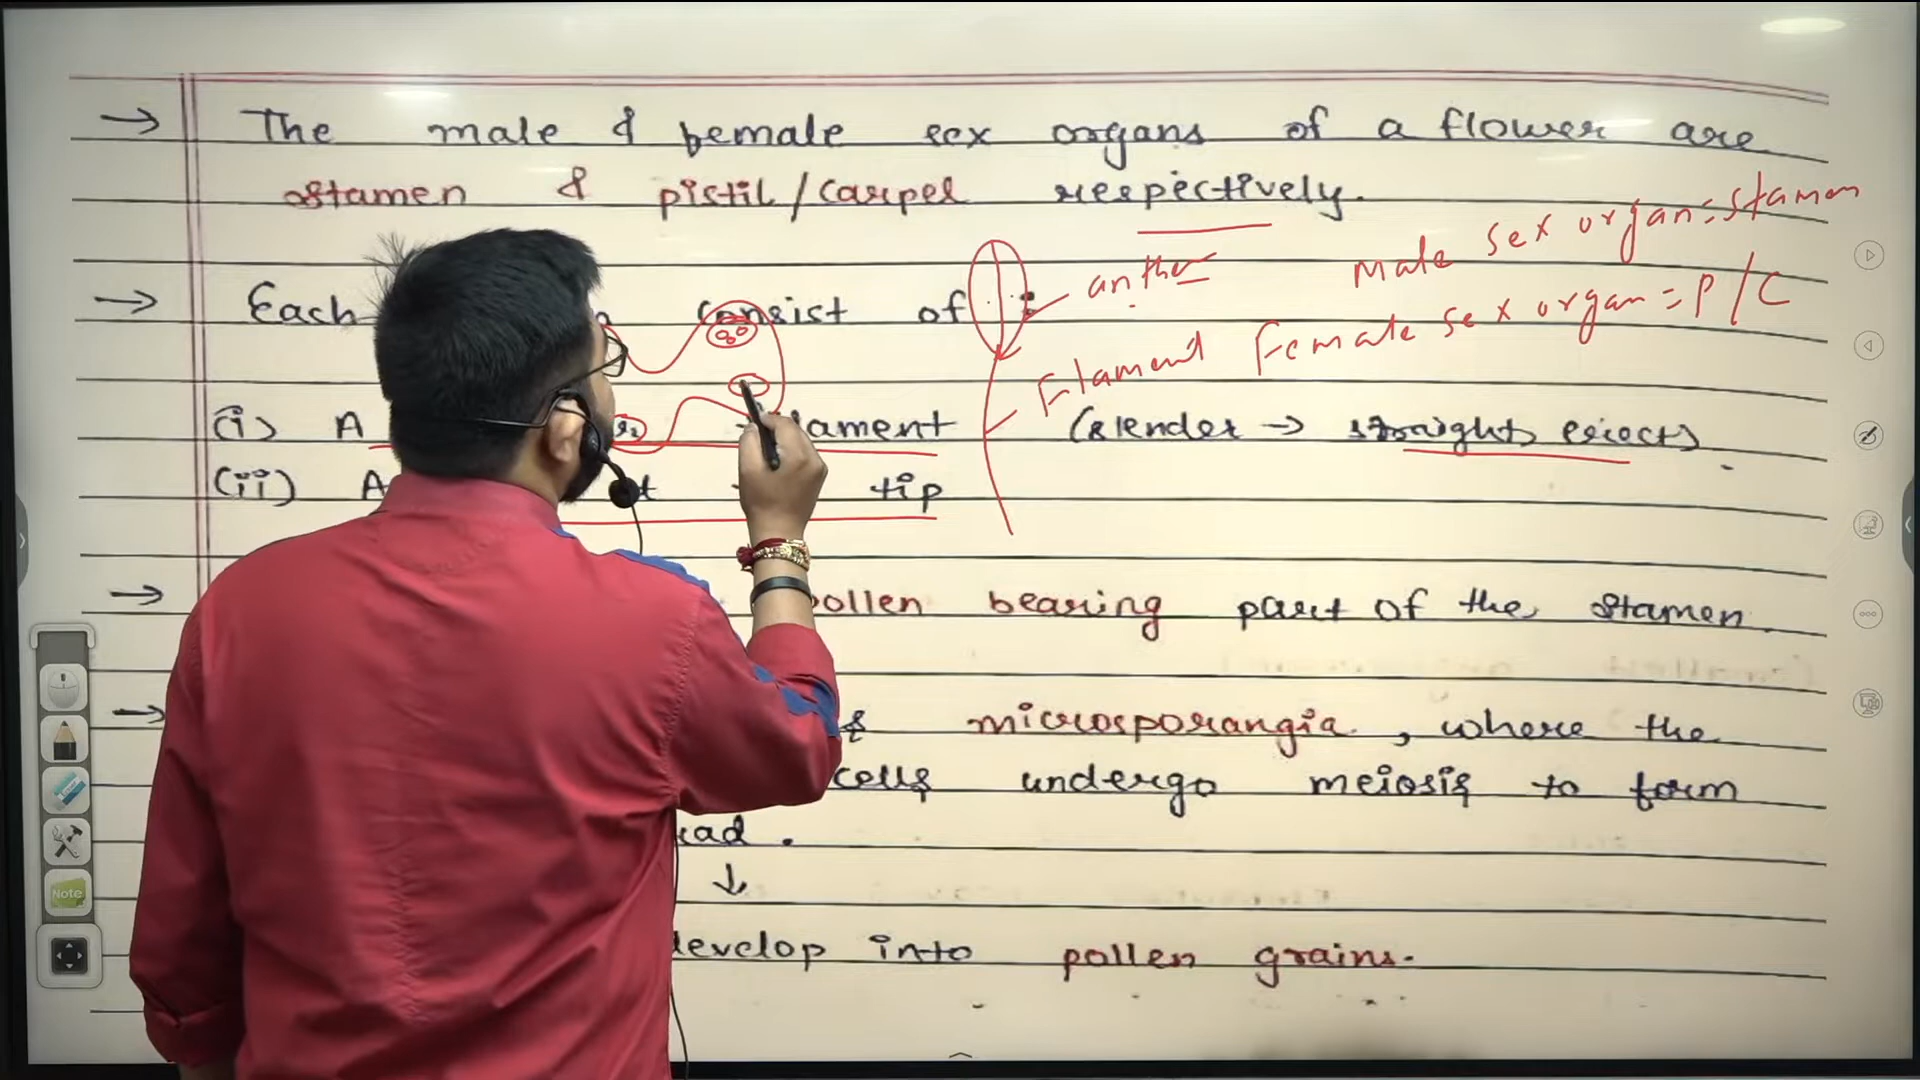 → The male & female sex organs of a flower are
stamen & pistil/carpel respectively.
Male sex organ = stamen
Female sex organ = P/C
anther
Filament
→ Each consist of :
(i) A filament (slender → straight, erect)
(ii) A tip
→ pollen bearing part of the stamen.
→ microsporangia, where the
cells undergo meiosis to form
↓
develop into pollen grains.
Note